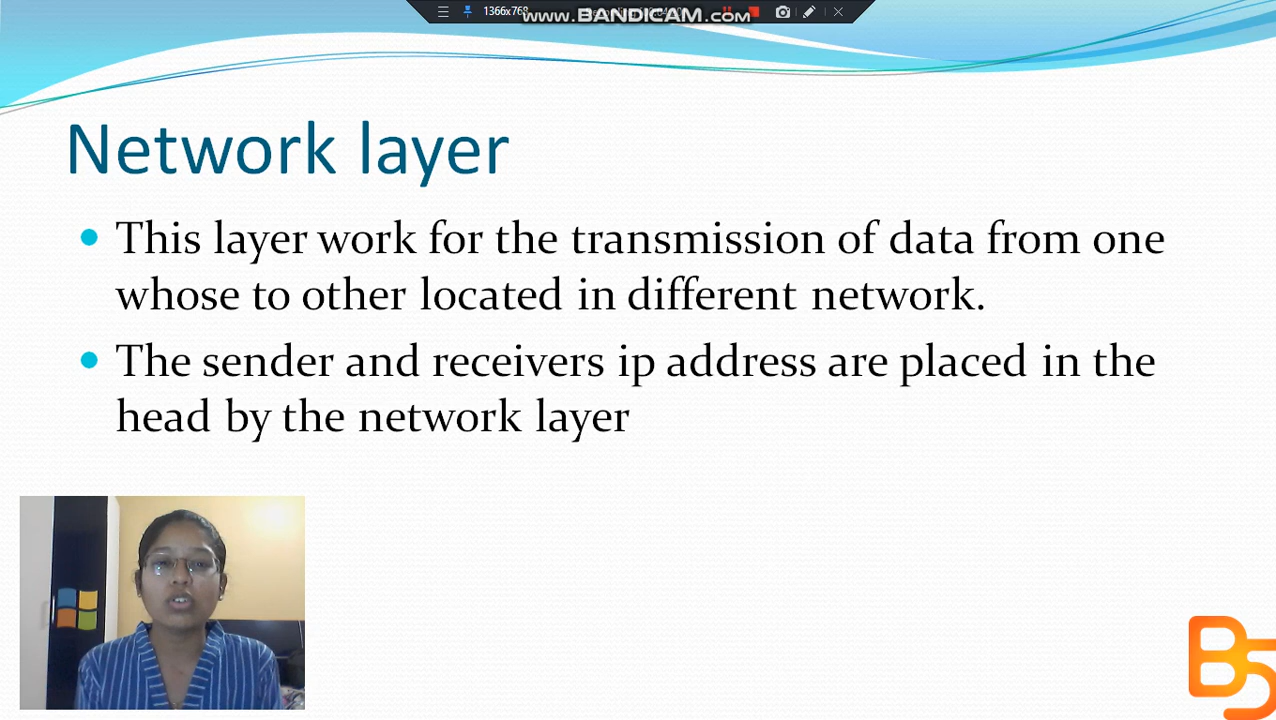 1366x768
www.BANDICAM.com
Network layer
This layer work for the transmission of data from one
whose to other located in different network.
The sender and receivers ip address are placed in the
head by the network layer
B5